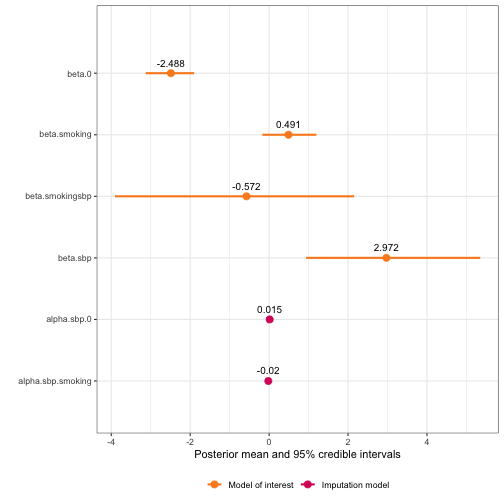 beta.0
-2.488
beta.smoking
0.491
beta.smokingsbp
-0.572
beta.sbp
2.972
alpha.sbp.0
0.015
alpha.sbp.smoking
-0.02
-4 -2 0 2 4
Posterior mean and 95% credible intervals
Model of interest Imputation model